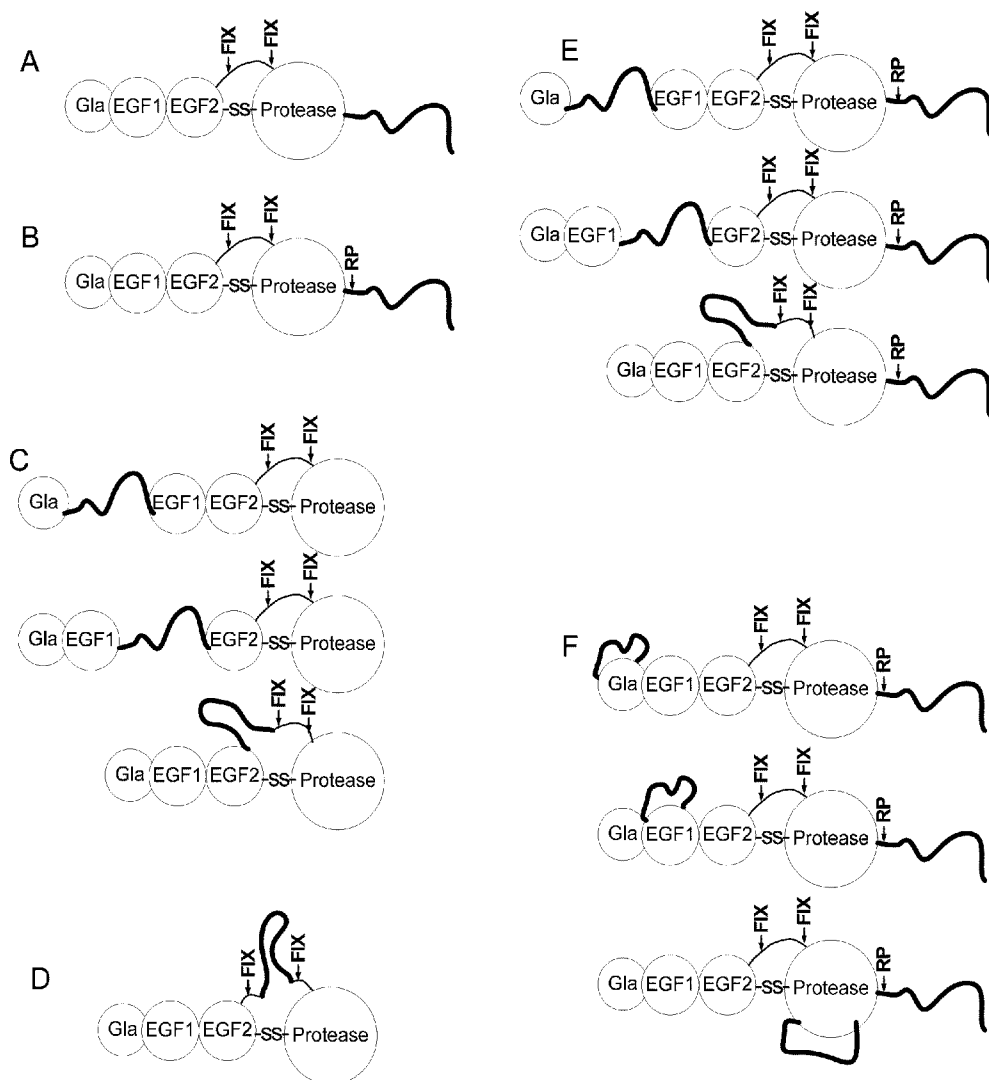 A
FIX FIX
Gla EGF1 EGF2 -SS- Protease
B
FIX FIX
RP
Gla EGF1 EGF2 -SS- Protease
C
FIX FIX
Gla EGF1 EGF2 -SS- Protease
FIX FIX
Gla EGF1 EGF2 -SS- Protease
FIX FIX
Gla EGF1 EGF2 -SS- Protease
D
FIX FIX
Gla EGF1 EGF2 -SS- Protease
E
FIX FIX
RP
Gla EGF1 EGF2 -SS- Protease
FIX FIX
RP
Gla EGF1 EGF2 -SS- Protease
FIX FIX
RP
Gla EGF1 EGF2 -SS- Protease
F
FIX FIX
RP
Gla EGF1 EGF2 -SS- Protease
FIX FIX
RP
Gla EGF1 EGF2 -SS- Protease
FIX FIX
RP
Gla EGF1 EGF2 -SS- Protease